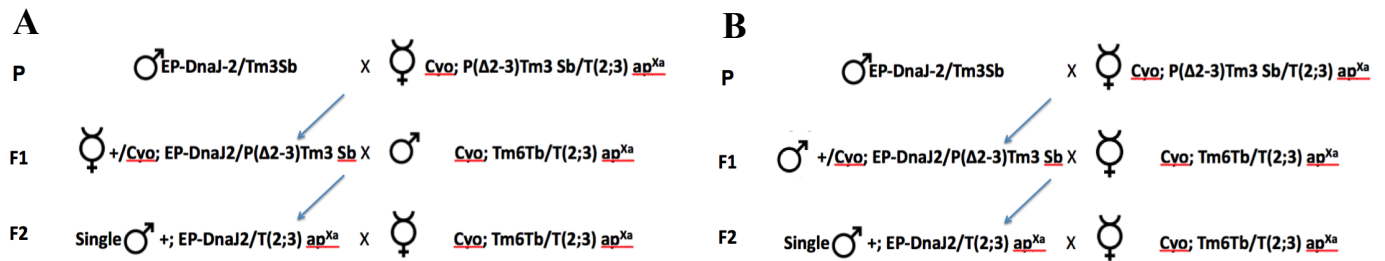 A
P EP-DnaJ-2/Tm3Sb X Cyo; P(Δ2-3)Tm3 Sb/T(2;3) apXa
F1 +/Cyo; EP-DnaJ2/P(Δ2-3)Tm3 Sb X Cyo; Tm6Tb/T(2;3) apXa
F2 Single ♂ +; EP-DnaJ2/T(2;3) apXa X Cyo; Tm6Tb/T(2;3) apXa
B
P EP-DnaJ-2/Tm3Sb X Cyo; P(Δ2-3)Tm3 Sb/T(2;3) apXa
F1 +/Cyo; EP-DnaJ2/P(Δ2-3)Tm3 Sb X Cyo; Tm6Tb/T(2;3) apXa
F2 Single ♂ +; EP-DnaJ2/T(2;3) apXa X Cyo; Tm6Tb/T(2;3) apXa